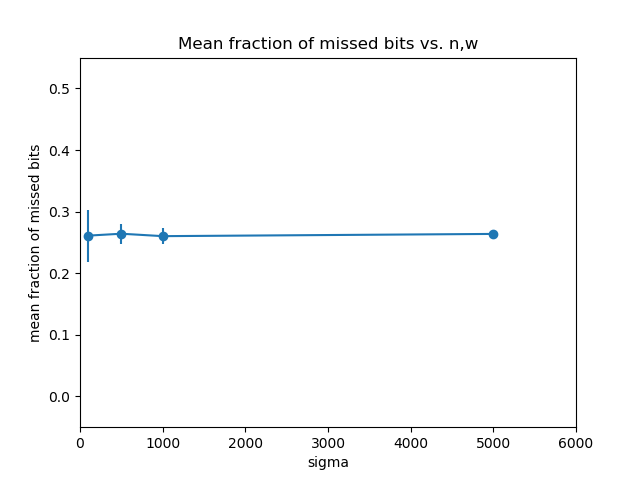 Mean fraction of missed bits vs. n,w
mean fraction of missed bits
0.5
0.4
0.3
0.2
0.1
0.0
0 1000 2000 3000 4000 5000 6000
sigma